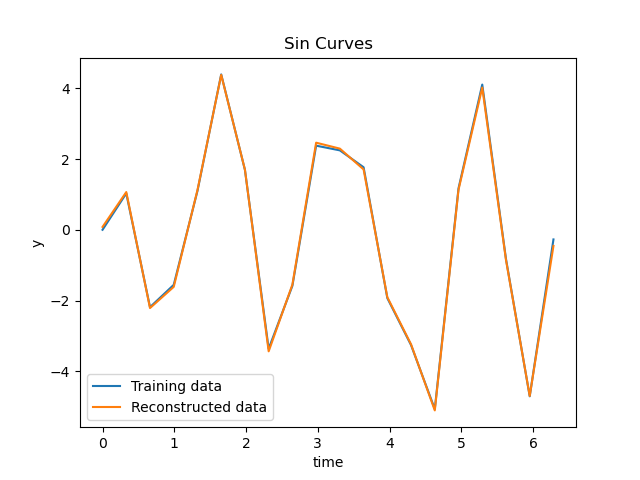 Sin Curves
y
4
2
0
−2
−4
Training data
Reconstructed data
0 1 2 3 4 5 6
time